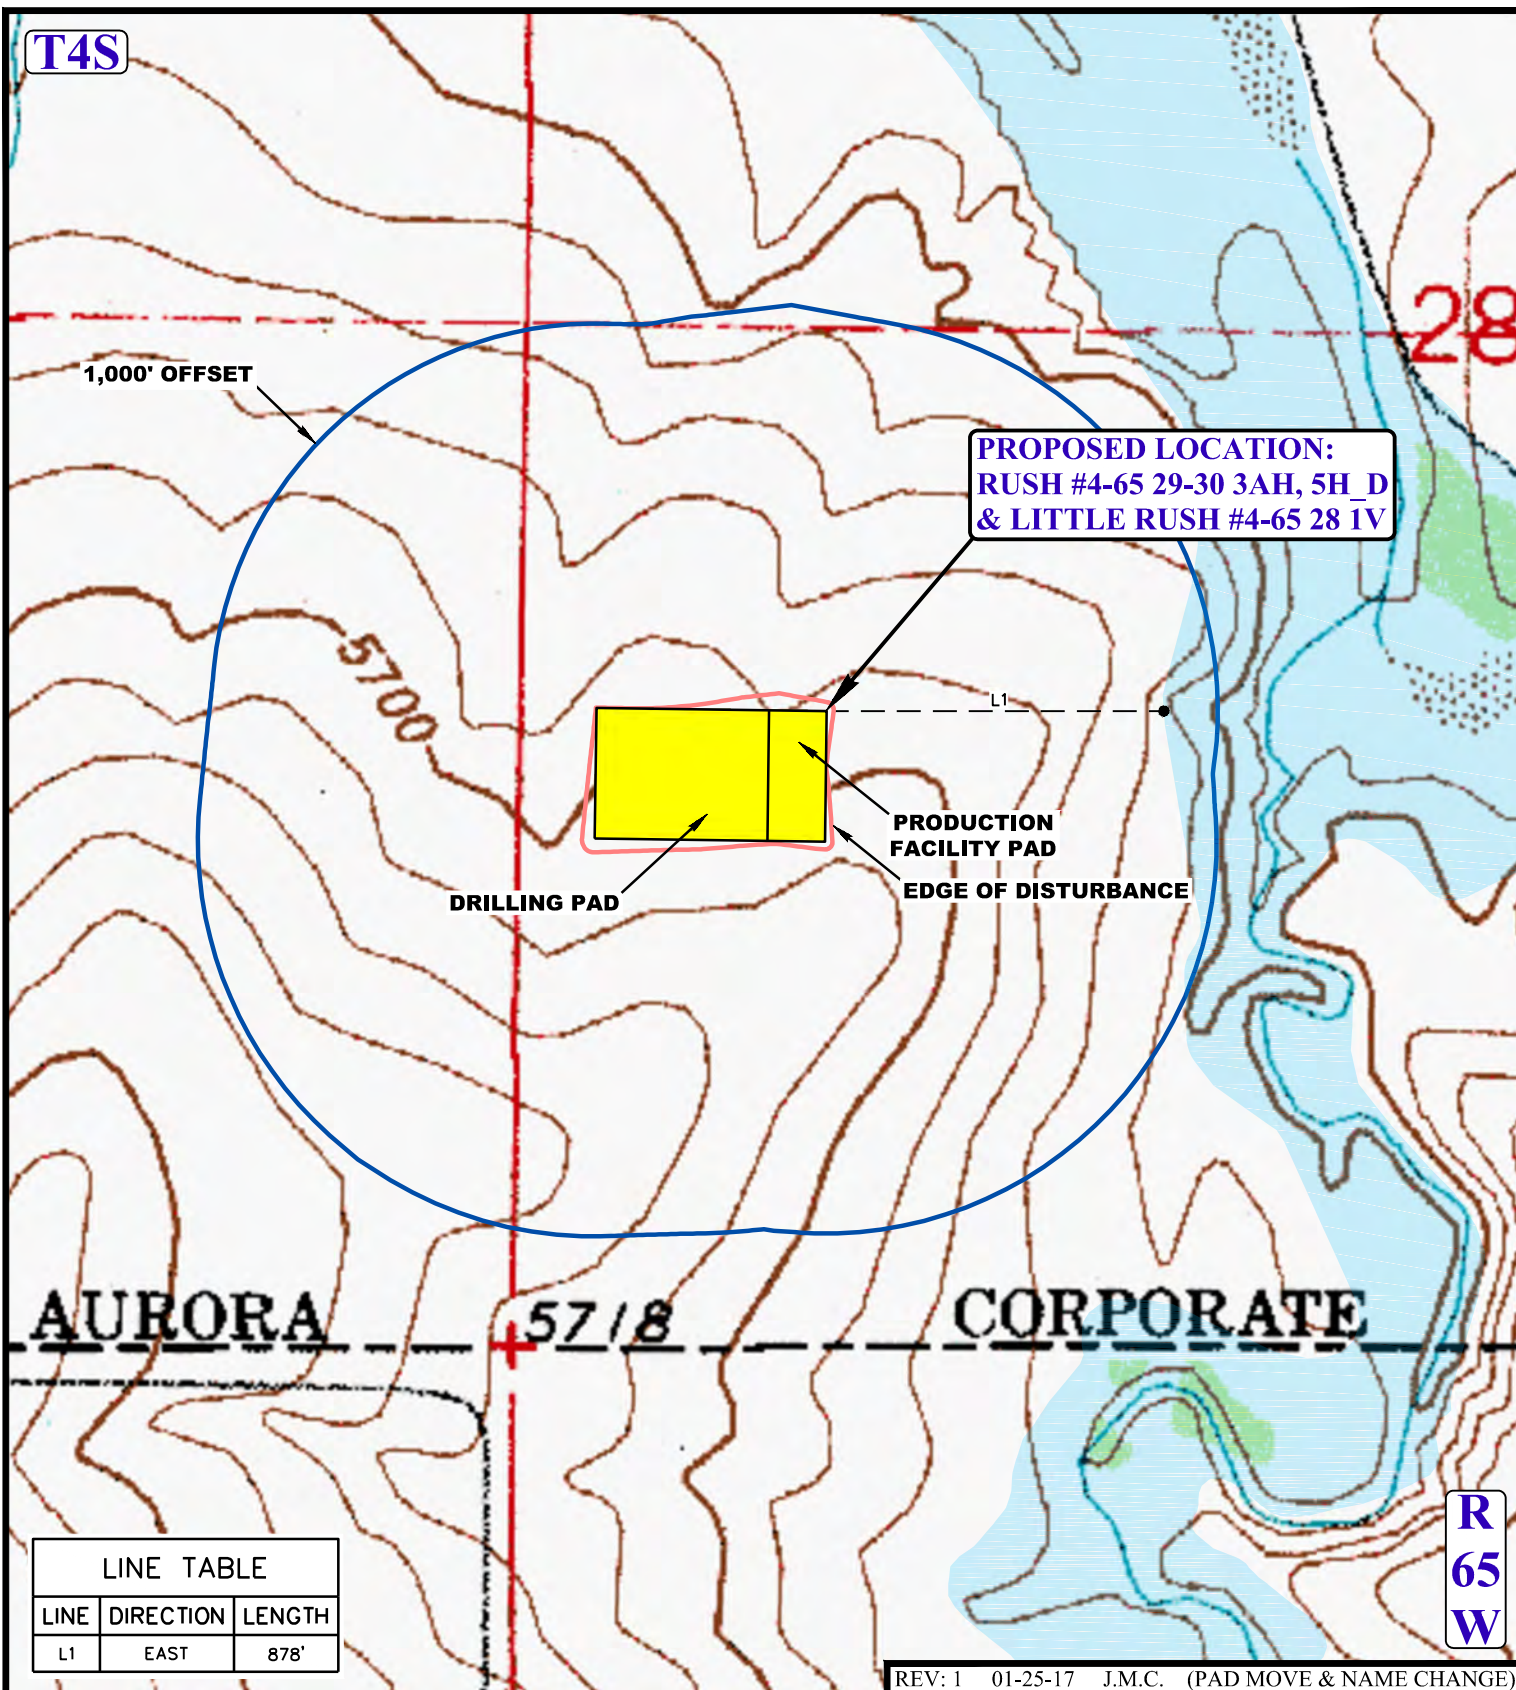 T4S
28
1,000' OFFSET
PROPOSED LOCATION:
RUSH #4-65 29-30 3AH, 5H_D
& LITTLE RUSH #4-65 28 1V
5700
L1
PRODUCTION
FACILITY PAD
EDGE OF DISTURBANCE
DRILLING PAD
AURORA
5718
CORPORATE
LINE TABLE
LINE DIRECTION LENGTH
L1 EAST 878'
R
65
W
REV: 1 01-25-17 J.M.C. (PAD MOVE & NAME CHANGE)